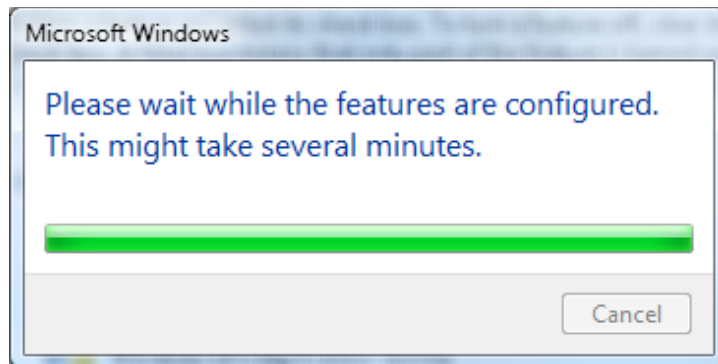 Microsoft Windows
Please wait while the features are configured.
This might take several minutes.
Cancel